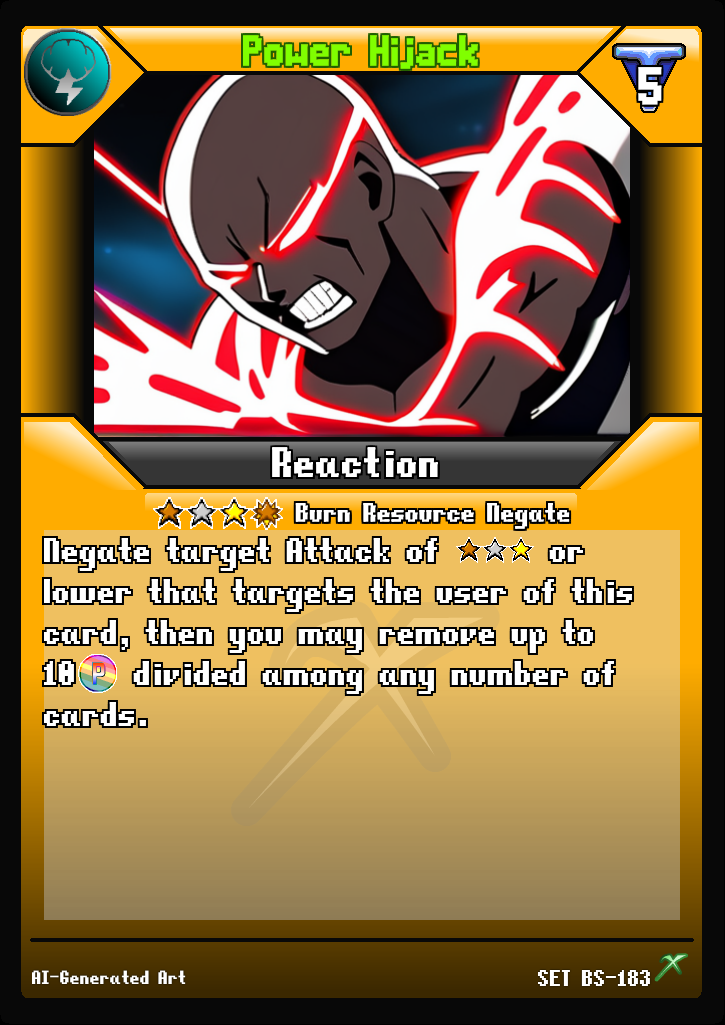 Power Hijack
5
Reaction
Burn Resource Negate
Negate target Attack of or
lower that targets the user of this
card, then you may remove up to
10 P divided among any number of
cards.
AI-Generated Art
SET BS-183